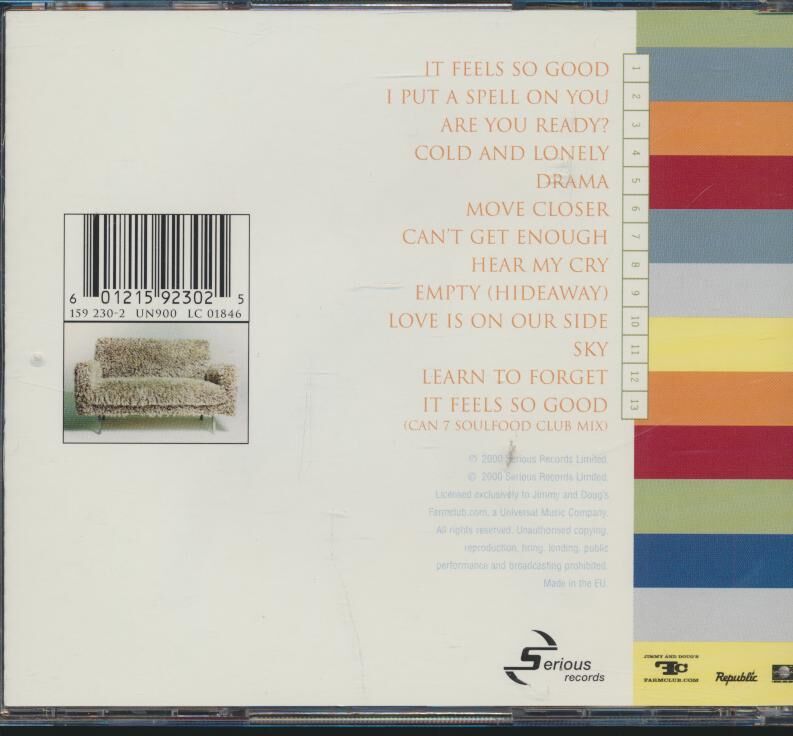 IT FEELS SO GOOD 1
I PUT A SPELL ON YOU 2
ARE YOU READY? 3
COLD AND LONELY 4
DRAMA 5
MOVE CLOSER 6
CAN'T GET ENOUGH 7
HEAR MY CRY 8
EMPTY (HIDEAWAY) 9
LOVE IS ON OUR SIDE 10
SKY 11
LEARN TO FORGET 12
IT FEELS SO GOOD 13
(CAN 7 SOULFOOD CLUB MIX)
6 01215 92302 5
159 230-2 UN900 LC 01846
℗ 2000 Serious Records Limited.
© 2000 Serious Records Limited.
Licensed exclusively to Jimmy and Doug's
Farmclub.com, a Universal Music Company.
All rights reserved. Unauthorised copying,
reproduction, hiring, lending, public
performance and broadcasting prohibited.
Made in the EU.
Serious
records
JIMMY AND DOUG'S
FARMCLUB.COM
Republic